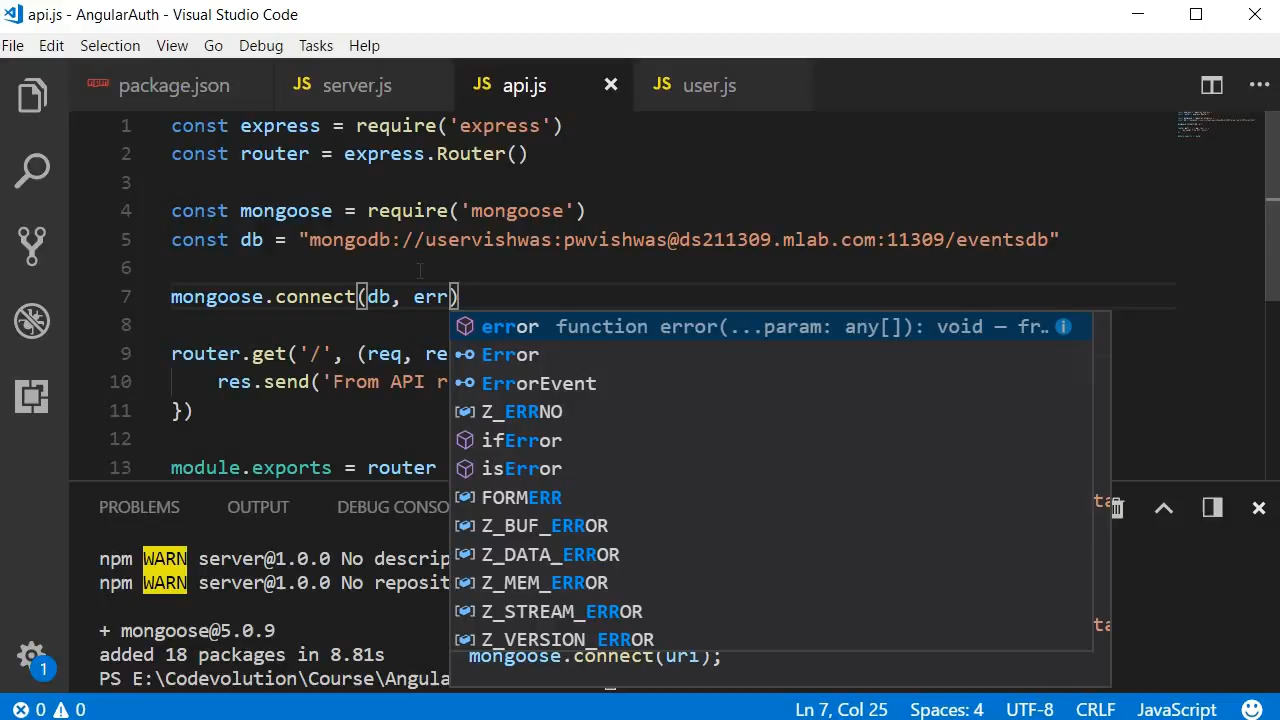 api.js - AngularAuth - Visual Studio Code
File Edit Selection View Go Debug Tasks Help
package.json JS server.js JS api.js JS user.js
1 const express = require('express')
2 const router = express.Router()
3
4 const mongoose = require('mongoose')
5 const db = "mongodb://uservishwas:pwvishwas@ds211309.mlab.com:11309/eventsdb"
6
7 mongoose.connect(db, err)
8
error function error(...param: any[]): void — fr..
9 router.get('/', (req, re
Error
10 res.send('From API r
ErrorEvent
11 })
Z_ERRNO
12
ifError
13 module.exports = router
isError
FORMERR
PROBLEMS OUTPUT DEBUG CONSO
Z_BUF_ERROR
npm WARN server@1.0.0 No descrip
Z_DATA_ERROR
npm WARN server@1.0.0 No reposit
Z_MEM_ERROR
Z_STREAM_ERROR
+ mongoose@5.0.9
Z_VERSION_ERROR
added 18 packages in 8.81s
mongoose.connect(uri);
PS E:\Codevolution\Course\Angula
1
0 0 Ln 7, Col 25 Spaces: 4 UTF-8 CRLF JavaScript